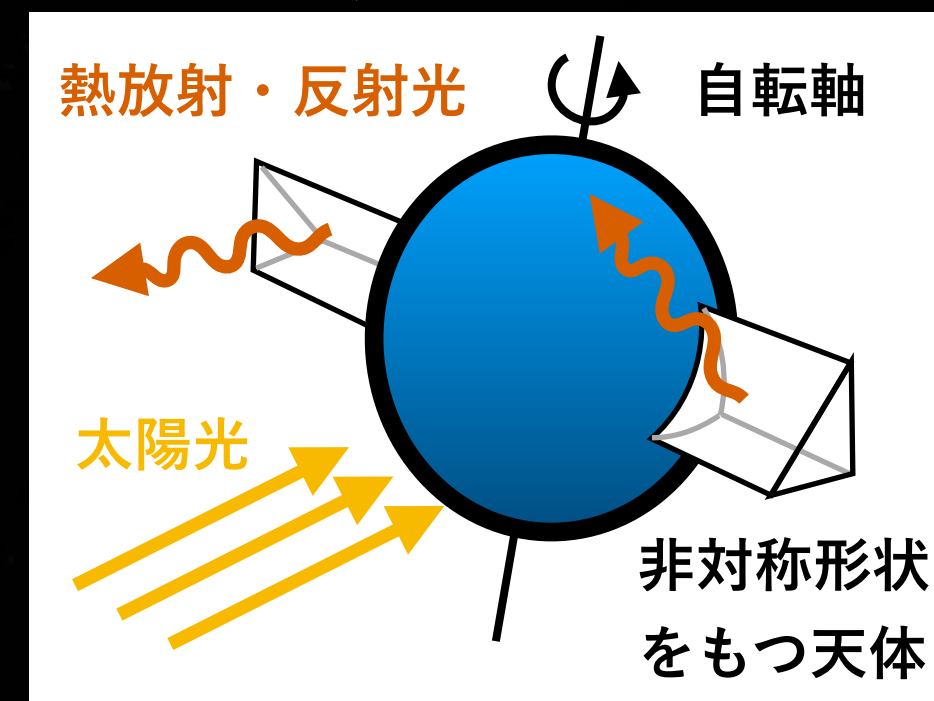 熱放射・反射光
自転軸
太陽光
非対称形状
をもつ天体